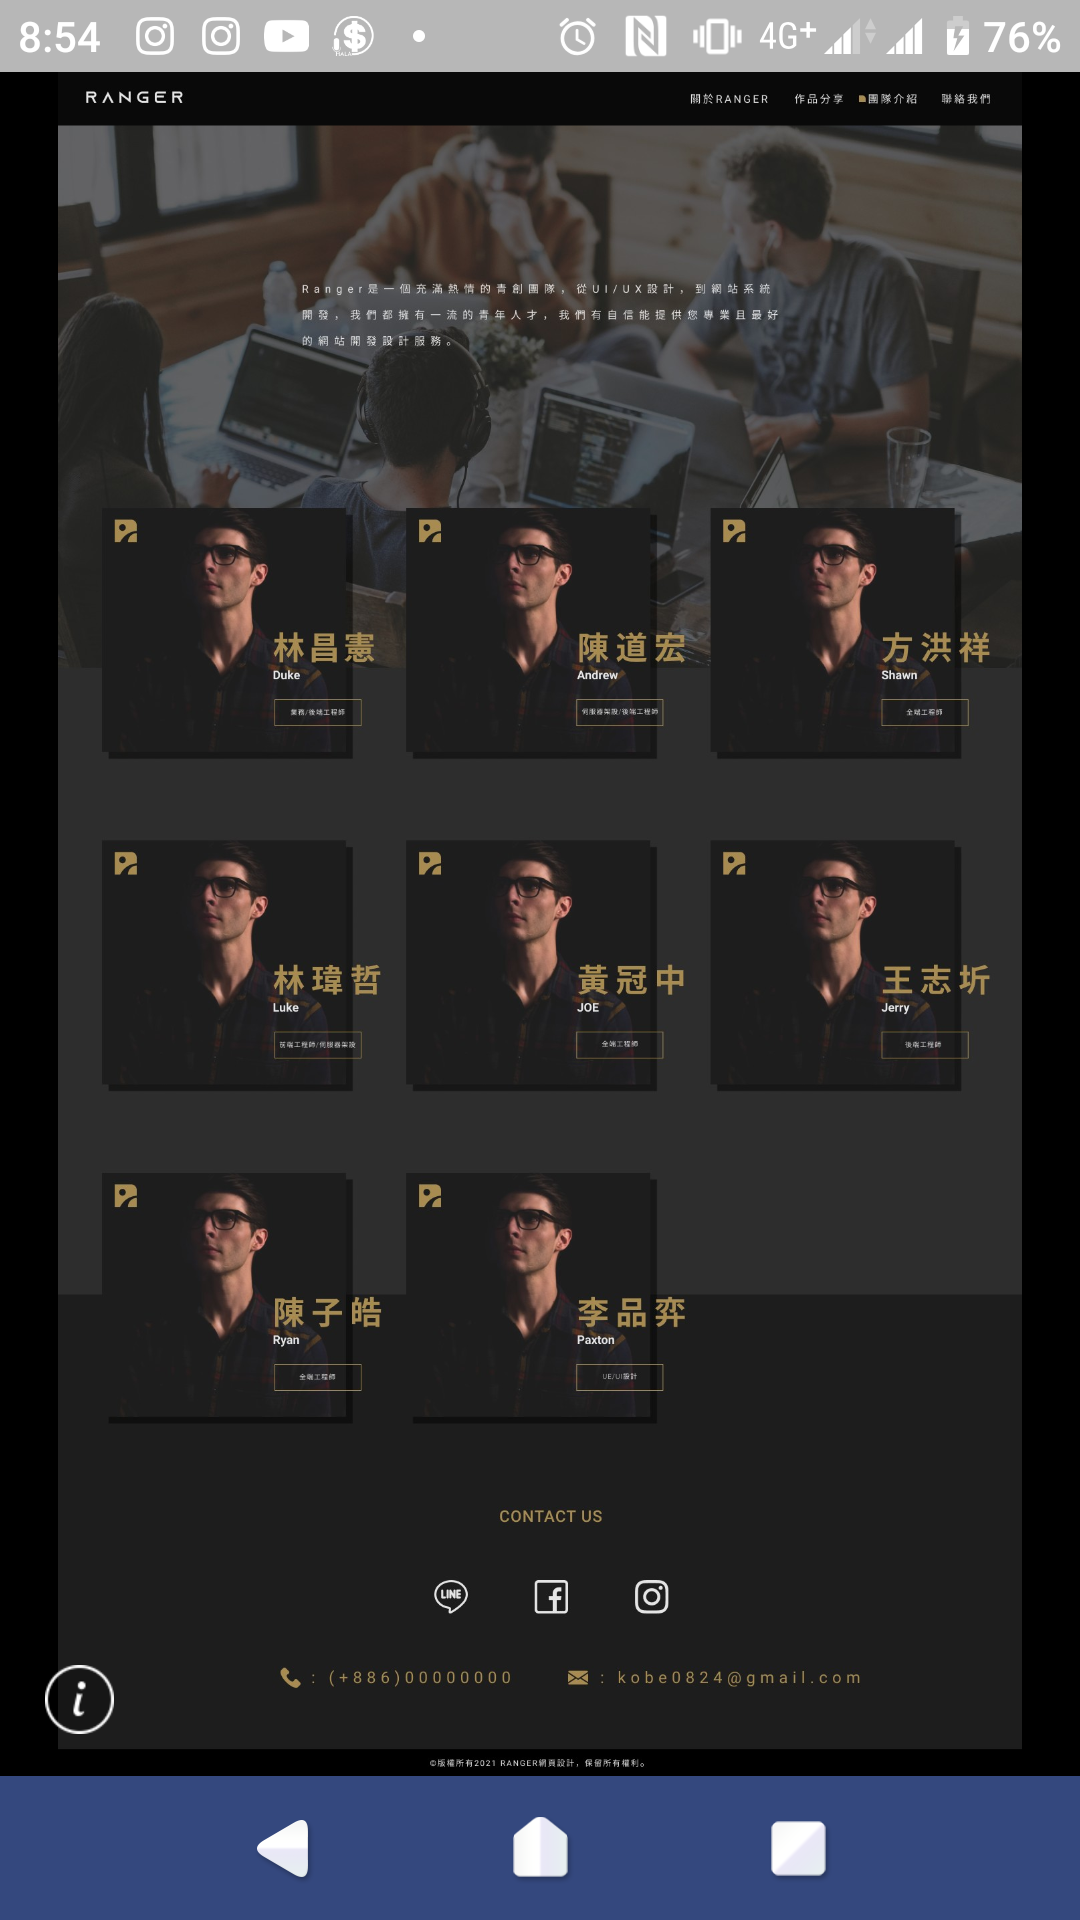 8:54
4G+
76%
RANGER
關於RANGER 作品分享 團隊介紹 聯絡我們
Ranger是一個充滿熱情的青創團隊，從UI/UX設計，到網站系統
開發，我們都擁有一流的青年人才，我們有自信能提供您專業且最好
的網站開發設計服務。
林昌憲
Duke
業務/後端工程師
陳道宏
Andrew
伺服器架設/後端工程師
方洪祥
Shawn
全端工程師
林瑋哲
Luke
前端工程師/伺服器架設
黃冠中
JOE
全端工程師
王志圻
Jerry
後端工程師
陳子皓
Ryan
全端工程師
李品弈
Paxton
UE/UI設計
CONTACT US
LINE
: (+886)00000000
: kobe0824@gmail.com
©版權所有2021 RANGER網頁設計，保留所有權利。